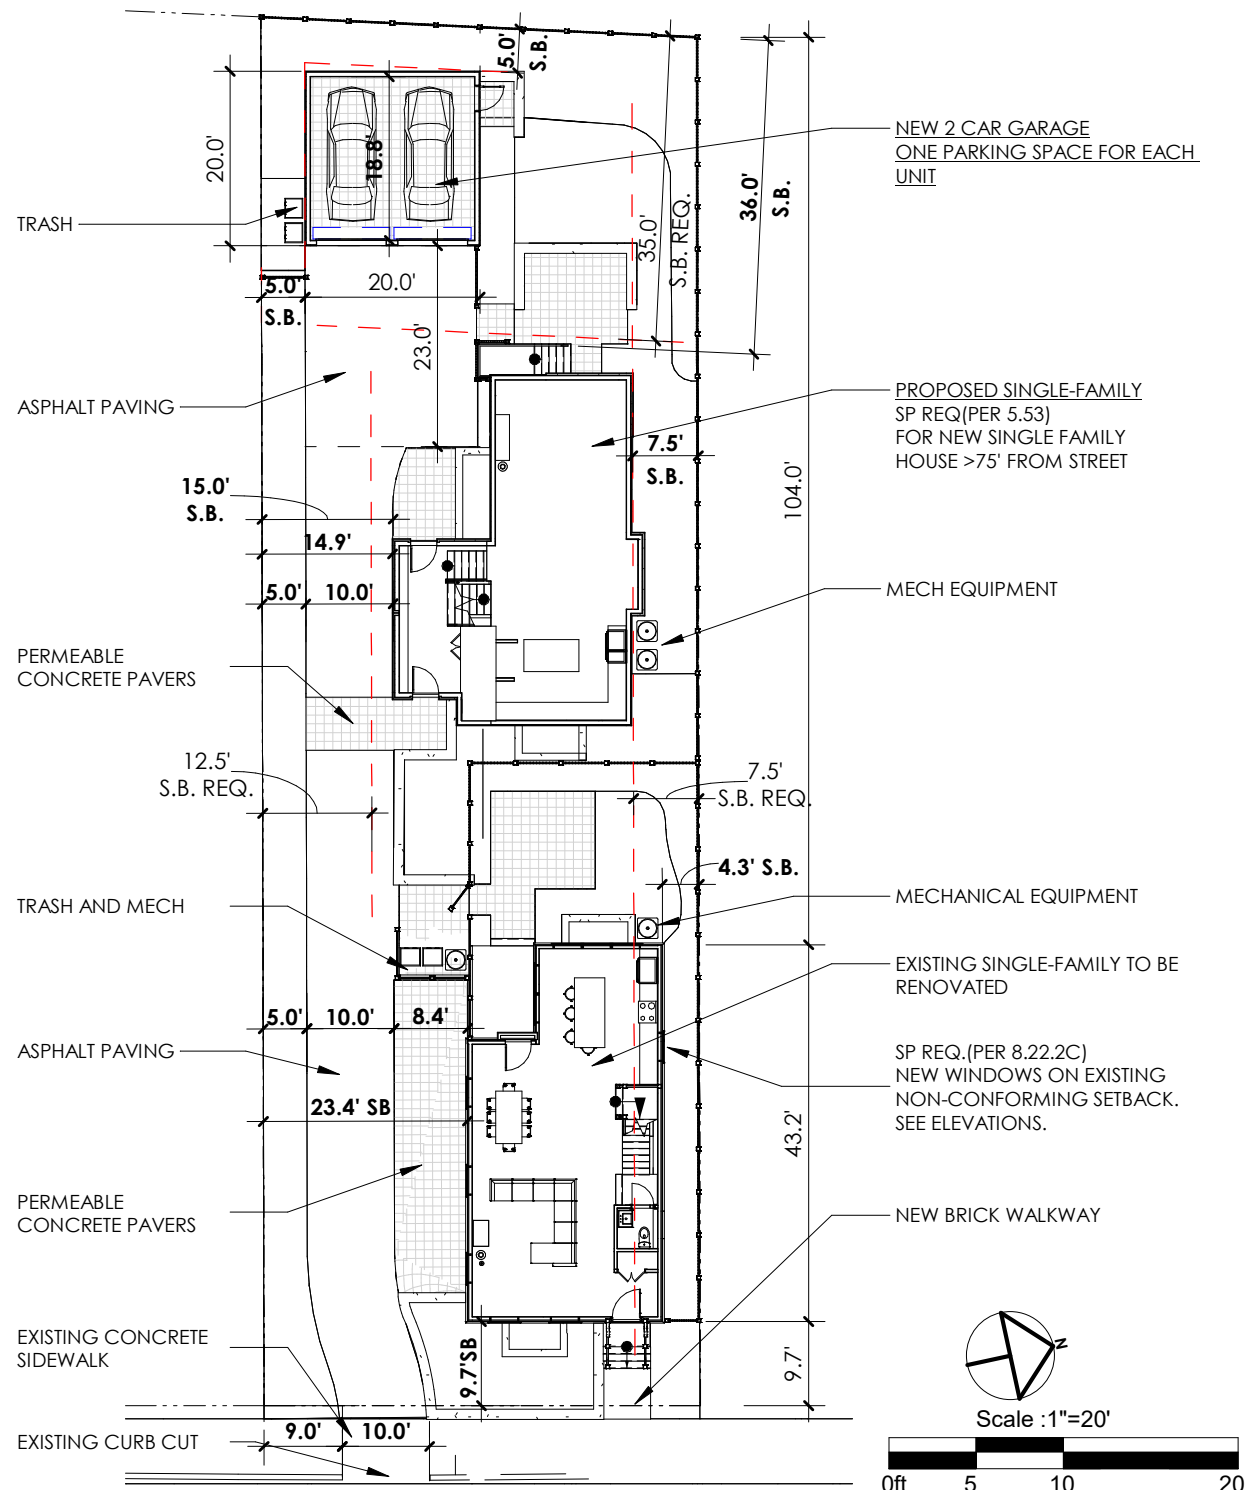 5.0'
S.B.
20.0'
18.8'
NEW 2 CAR GARAGE
ONE PARKING SPACE FOR EACH
UNIT
36.0'
S.B.
35.0'
S.B. REQ.
TRASH
5.0'
S.B.
20.0'
23.0'
ASPHALT PAVING
PROPOSED SINGLE-FAMILY
SP REQ(PER 5.53)
FOR NEW SINGLE FAMILY
HOUSE >75' FROM STREET
7.5'
S.B.
104.0'
15.0'
S.B.
14.9'
5.0'
10.0'
MECH EQUIPMENT
PERMEABLE
CONCRETE PAVERS
12.5'
S.B. REQ.
7.5'
S.B. REQ.
4.3' S.B.
TRASH AND MECH
MECHANICAL EQUIPMENT
EXISTING SINGLE-FAMILY TO BE
RENOVATED
5.0'
10.0'
8.4'
ASPHALT PAVING
SP REQ.(PER 8.22.2C)
NEW WINDOWS ON EXISTING
NON-CONFORMING SETBACK.
SEE ELEVATIONS.
23.4' SB
43.2'
PERMEABLE
CONCRETE PAVERS
NEW BRICK WALKWAY
EXISTING CONCRETE
SIDEWALK
9.7'SB
9.7'
N
Scale :1"=20'
9.0'
10.0'
EXISTING CURB CUT
0ft 5 10 20